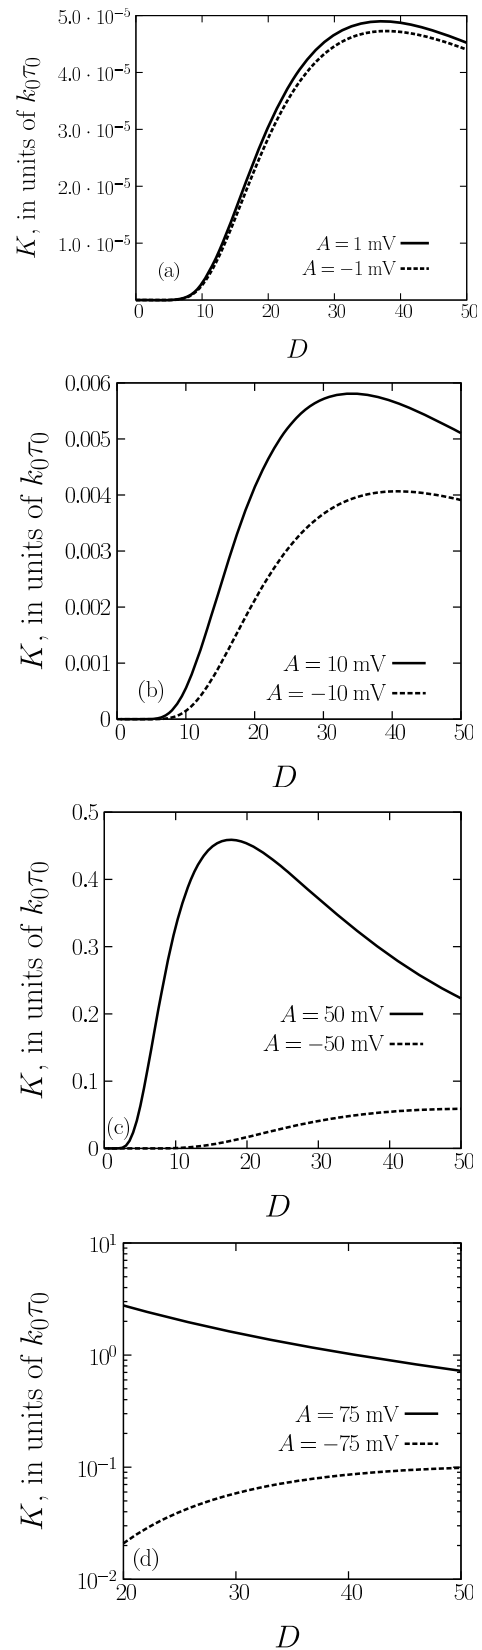 5.0 · 10⁻⁵
4.0 · 10⁻⁵
3.0 · 10⁻⁵
2.0 · 10⁻⁵
1.0 · 10⁻⁵
K, in units of k₀τ₀
(a)
A = 1 mV
A = −1 mV
0 10 20 30 40 50
D
0.006
0.005
0.004
0.003
0.002
0.001
0
K, in units of k₀τ₀
(b)
A = 10 mV
A = −10 mV
0 10 20 30 40 50
D
0.5
0.4
0.3
0.2
0.1
0
K, in units of k₀τ₀
(c)
A = 50 mV
A = −50 mV
0 10 20 30 40 50
D
10¹
10⁰
10⁻¹
10⁻²
K, in units of k₀τ₀
A = 75 mV
A = −75 mV
(d)
20 30 40 50
D